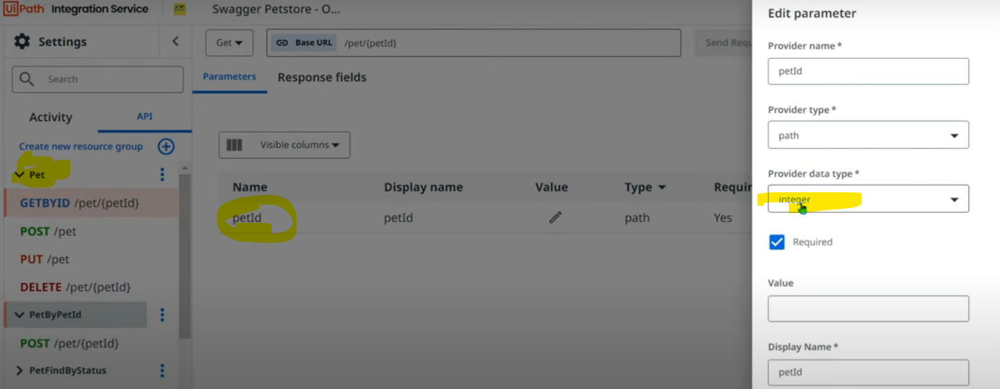 UiPath Integration Service
Swagger Petstore - O...
Settings
Search
Activity
API
Create new resource group
Pet
GETBYID /pet/{petId}
POST /pet
PUT /pet
DELETE /pet/{petId}
PetByPetId
POST /pet/{petId}
PetFindByStatus
Get
Base URL /pet/{petId}
Send Requ
Parameters
Response fields
Visible columns
Name Display name Value Type Requir
petId petId path Yes
Edit parameter
Provider name *
petId
Provider type *
path
Provider data type *
integer
Required
Value
Display Name *
petId